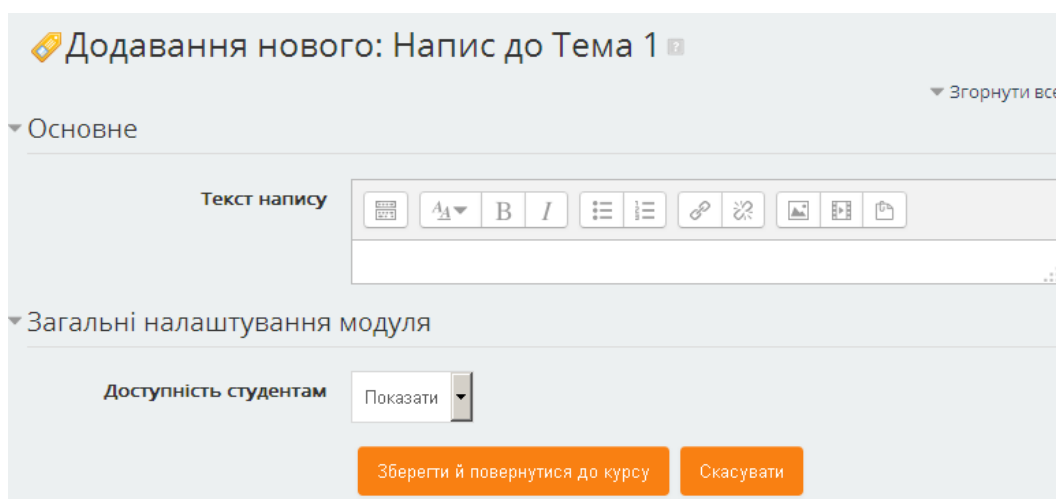 Додавання нового: Напис до Тема 1
Згорнути все
Основне
Текст напису
B I
Загальні налаштування модуля
Доступність студентам
Показати
Зберегти й повернутися до курсу Скасувати